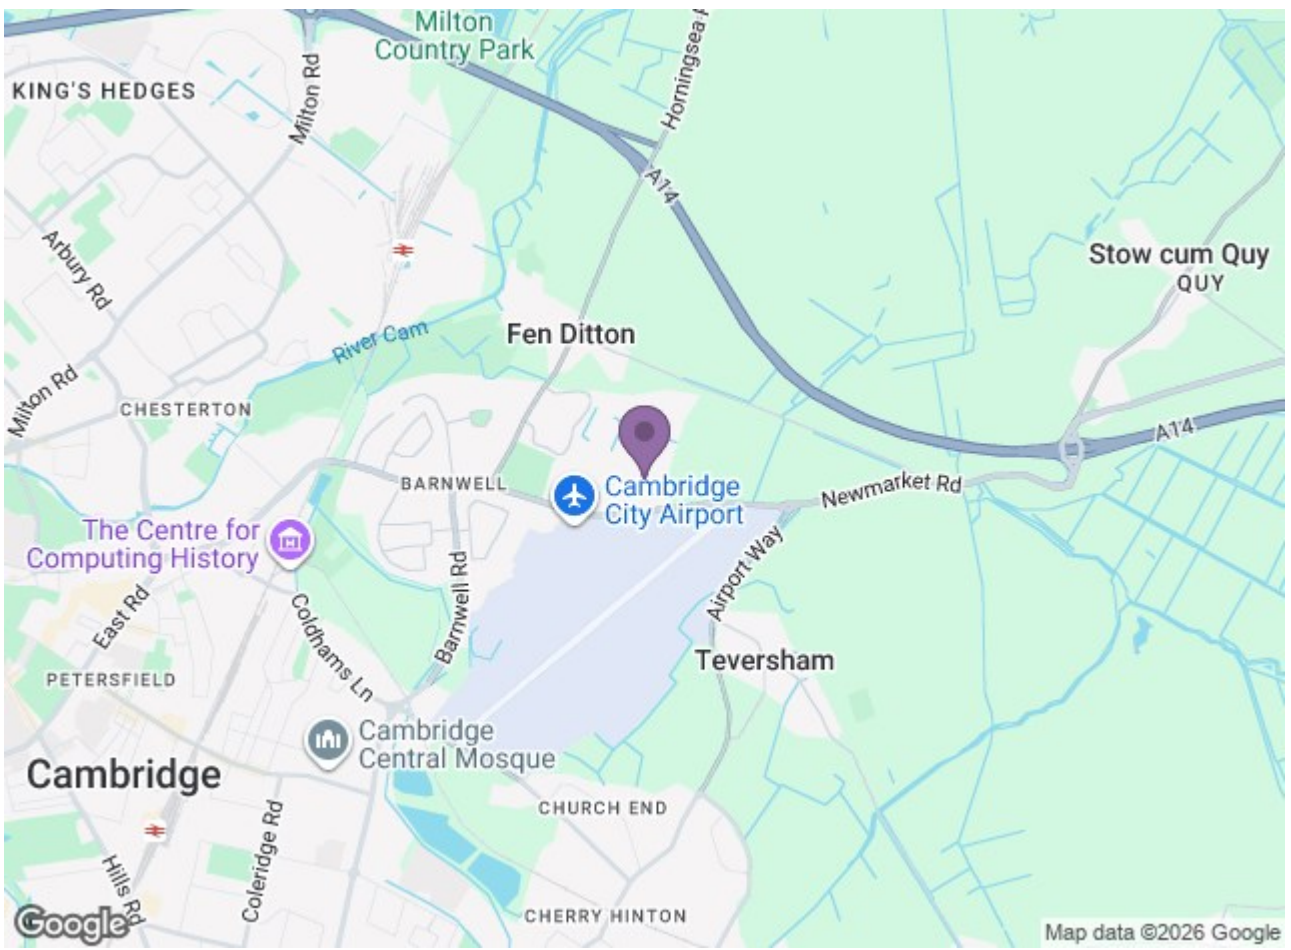 Milton
Country Park
KING'S HEDGES
Milton Rd
Horningsea
A14
Arbury Rd
Stow cum Quy
QUY
River Cam
Fen Ditton
Milton Rd
CHESTERTON
A14
BARNWELL
Cambridge
City Airport
Newmarket Rd
The Centre for
Computing History
Airport Way
East Rd
Coldhams Ln
Barnwell Rd
Teversham
PETERSFIELD
Cambridge
Central Mosque
Cambridge
CHURCH END
Coleridge Rd
Hills Rd
CHERRY HINTON
Google
Map data ©2026 Google